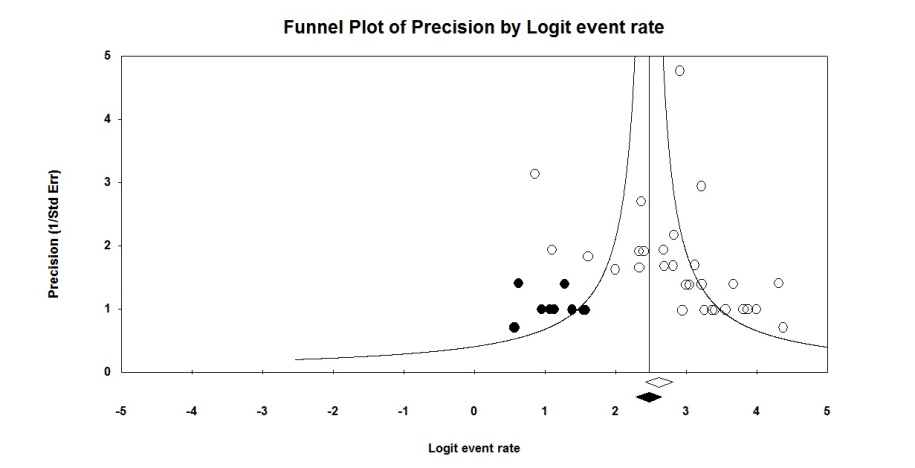 Funnel Plot of Precision by Logit event rate
5
4
3
2
1
0
Precision (1/Std Err)
-5 -4 -3 -2 -1 0 1 2 3 4 5
Logit event rate